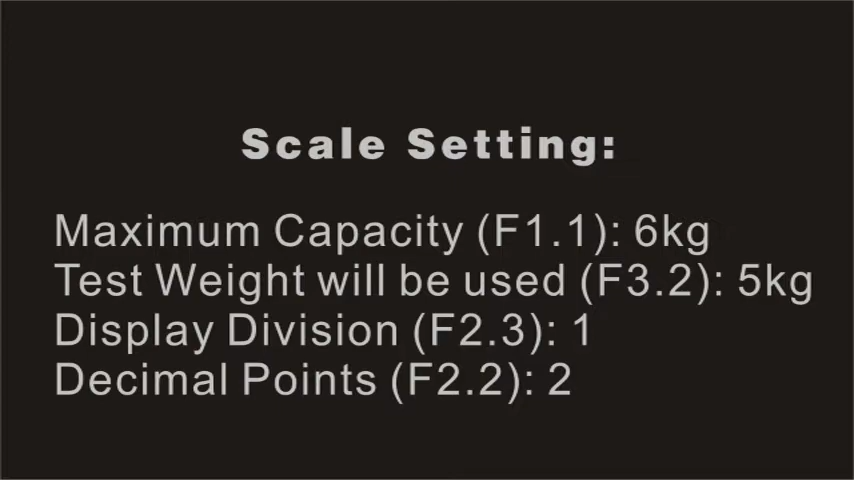 Scale Setting:
Maximum Capacity (F1.1): 6kg
Test Weight will be used (F3.2): 5kg
Display Division (F2.3): 1
Decimal Points (F2.2): 2